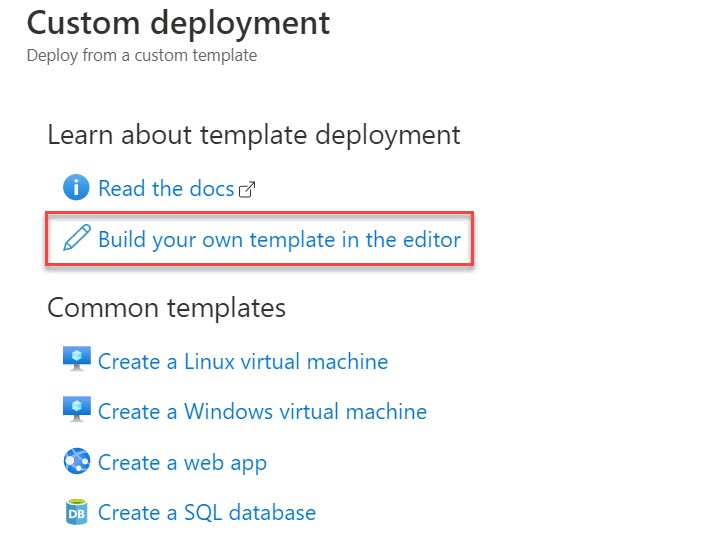 Custom deployment
Deploy from a custom template
Learn about template deployment
Read the docs
Build your own template in the editor
Common templates
Create a Linux virtual machine
Create a Windows virtual machine
Create a web app
DB Create a SQL database